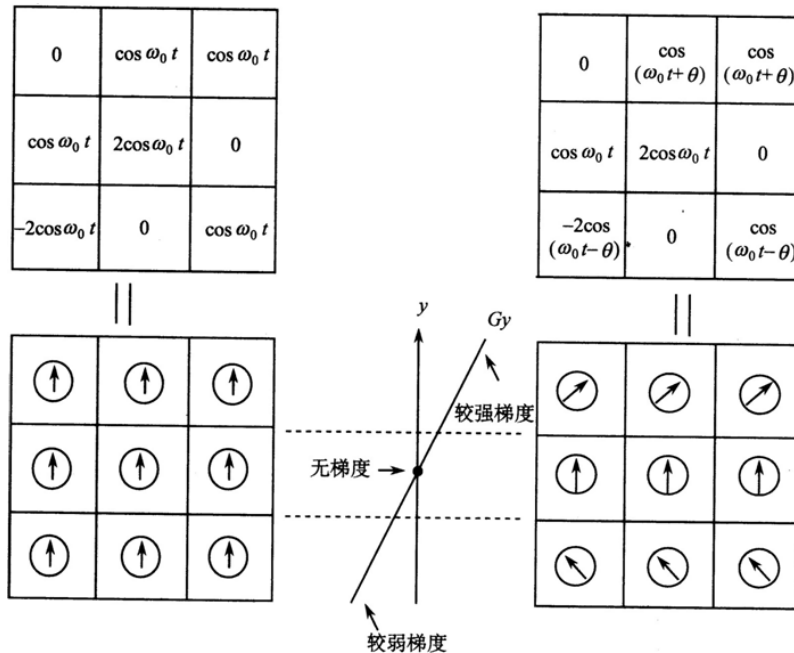 0 cos ω₀ t cos ω₀ t
cos ω₀ t 2cos ω₀ t 0
−2cos ω₀ t 0 cos ω₀ t
0 cos cos
(ω₀ t+ θ) (ω₀ t+ θ)
cos ω₀ t 2cos ω₀ t 0
−2cos 0 cos
(ω₀ t− θ) (ω₀ t− θ)
y
Gy
较强梯度
无梯度
较弱梯度